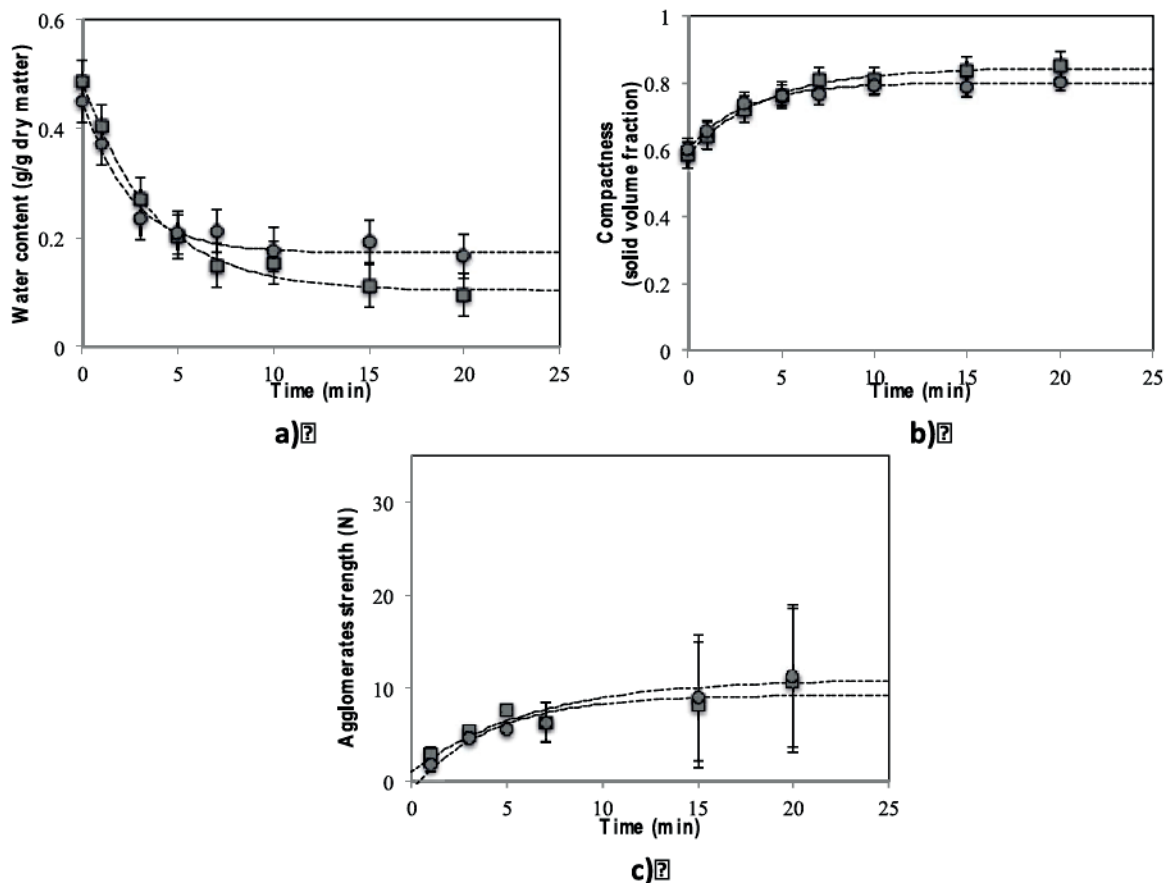 Water content (g/g dry matter)
0.6
0.4
0.2
0
0 5 10 15 20 25
Time (min)
a)⍰
Compactness
(solid volume fraction)
1
0.8
0.6
0.4
0.2
0
0 5 10 15 20 25
Time (min)
b)⍰
Agglomerates strength (N)
30
20
10
0
0 5 10 15 20 25
Time (min)
c)⍰